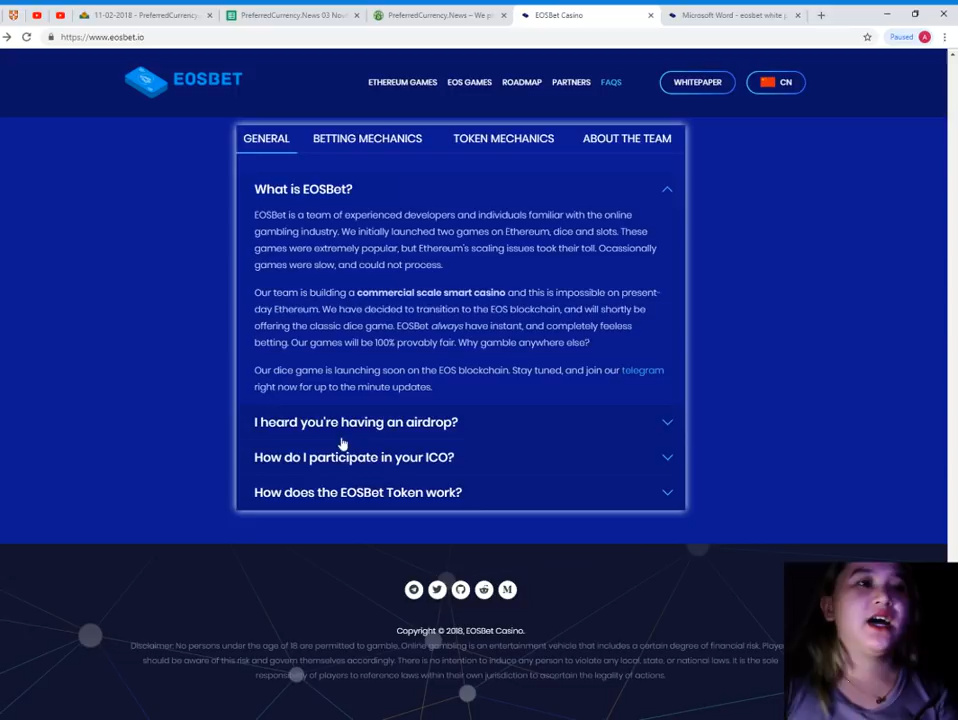 11-02-2018 - PreferredCurrency.
PreferredCurrency.News 03 Nov
PreferredCurrency.News – We p
EOSBet Casino
Microsoft Word - eosbet white p
https://www.eosbet.io
Paused
A
EOSBET
ETHEREUM GAMES
EOS GAMES
ROADMAP
PARTNERS
FAQS
WHITEPAPER
CN
GENERAL
BETTING MECHANICS
TOKEN MECHANICS
ABOUT THE TEAM
What is EOSBet?
EOSBet is a team of experienced developers and individuals familiar with the online
gambling industry. We initially launched two games on Ethereum, dice and slots. These
games were extremely popular, but Ethereum's scaling issues took their toll. Ocassionally
games were slow, and could not process.
Our team is building a commercial scale smart casino and this is impossible on present-
day Ethereum. We have decided to transition to the EOS blockchain, and will shortly be
offering the classic dice game. EOSBet always have instant, and completely feeless
betting. Our games will be 100% provably fair. Why gamble anywhere else?
Our dice game is launching soon on the EOS blockchain. Stay tuned, and join our telegram
right now for up to the minute updates.
I heard you're having an airdrop?
How do I participate in your ICO?
How does the EOSBet Token work?
Copyright © 2018, EOSBet Casino.
Disclaimer: No persons under the age of 18 are permitted to gamble. Online gambling is an entertainment vehicle that includes a certain degree of financial risk. Playe
should be aware of this risk and govern themselves accordingly. There is no intention to induce any person to violate any local, state, or national laws. It is the sole
responsibility of players to reference laws within their own jurisdiction to ascertain the legality of actions.